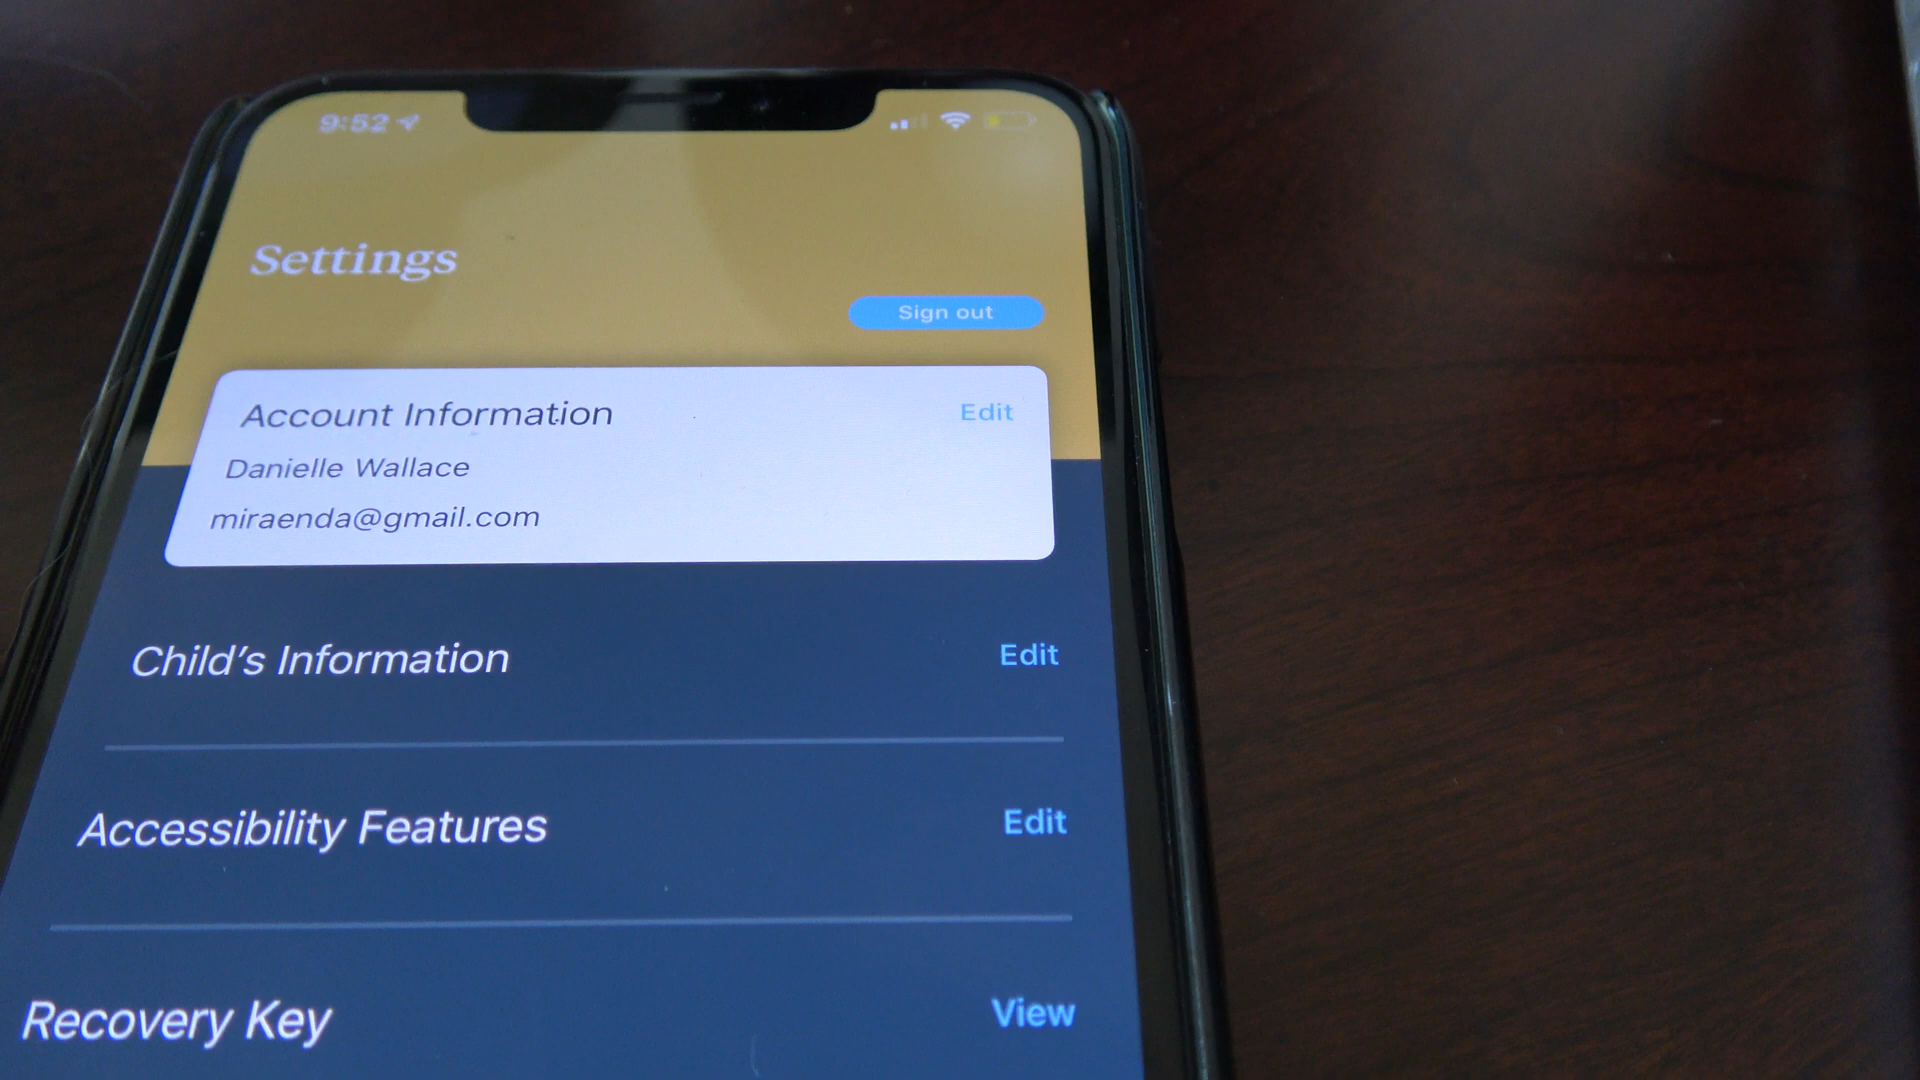 9:52
Settings
Sign out
Account Information Edit
Danielle Wallace
miraenda@gmail.com
Child's Information Edit
Accessibility Features Edit
Recovery Key View